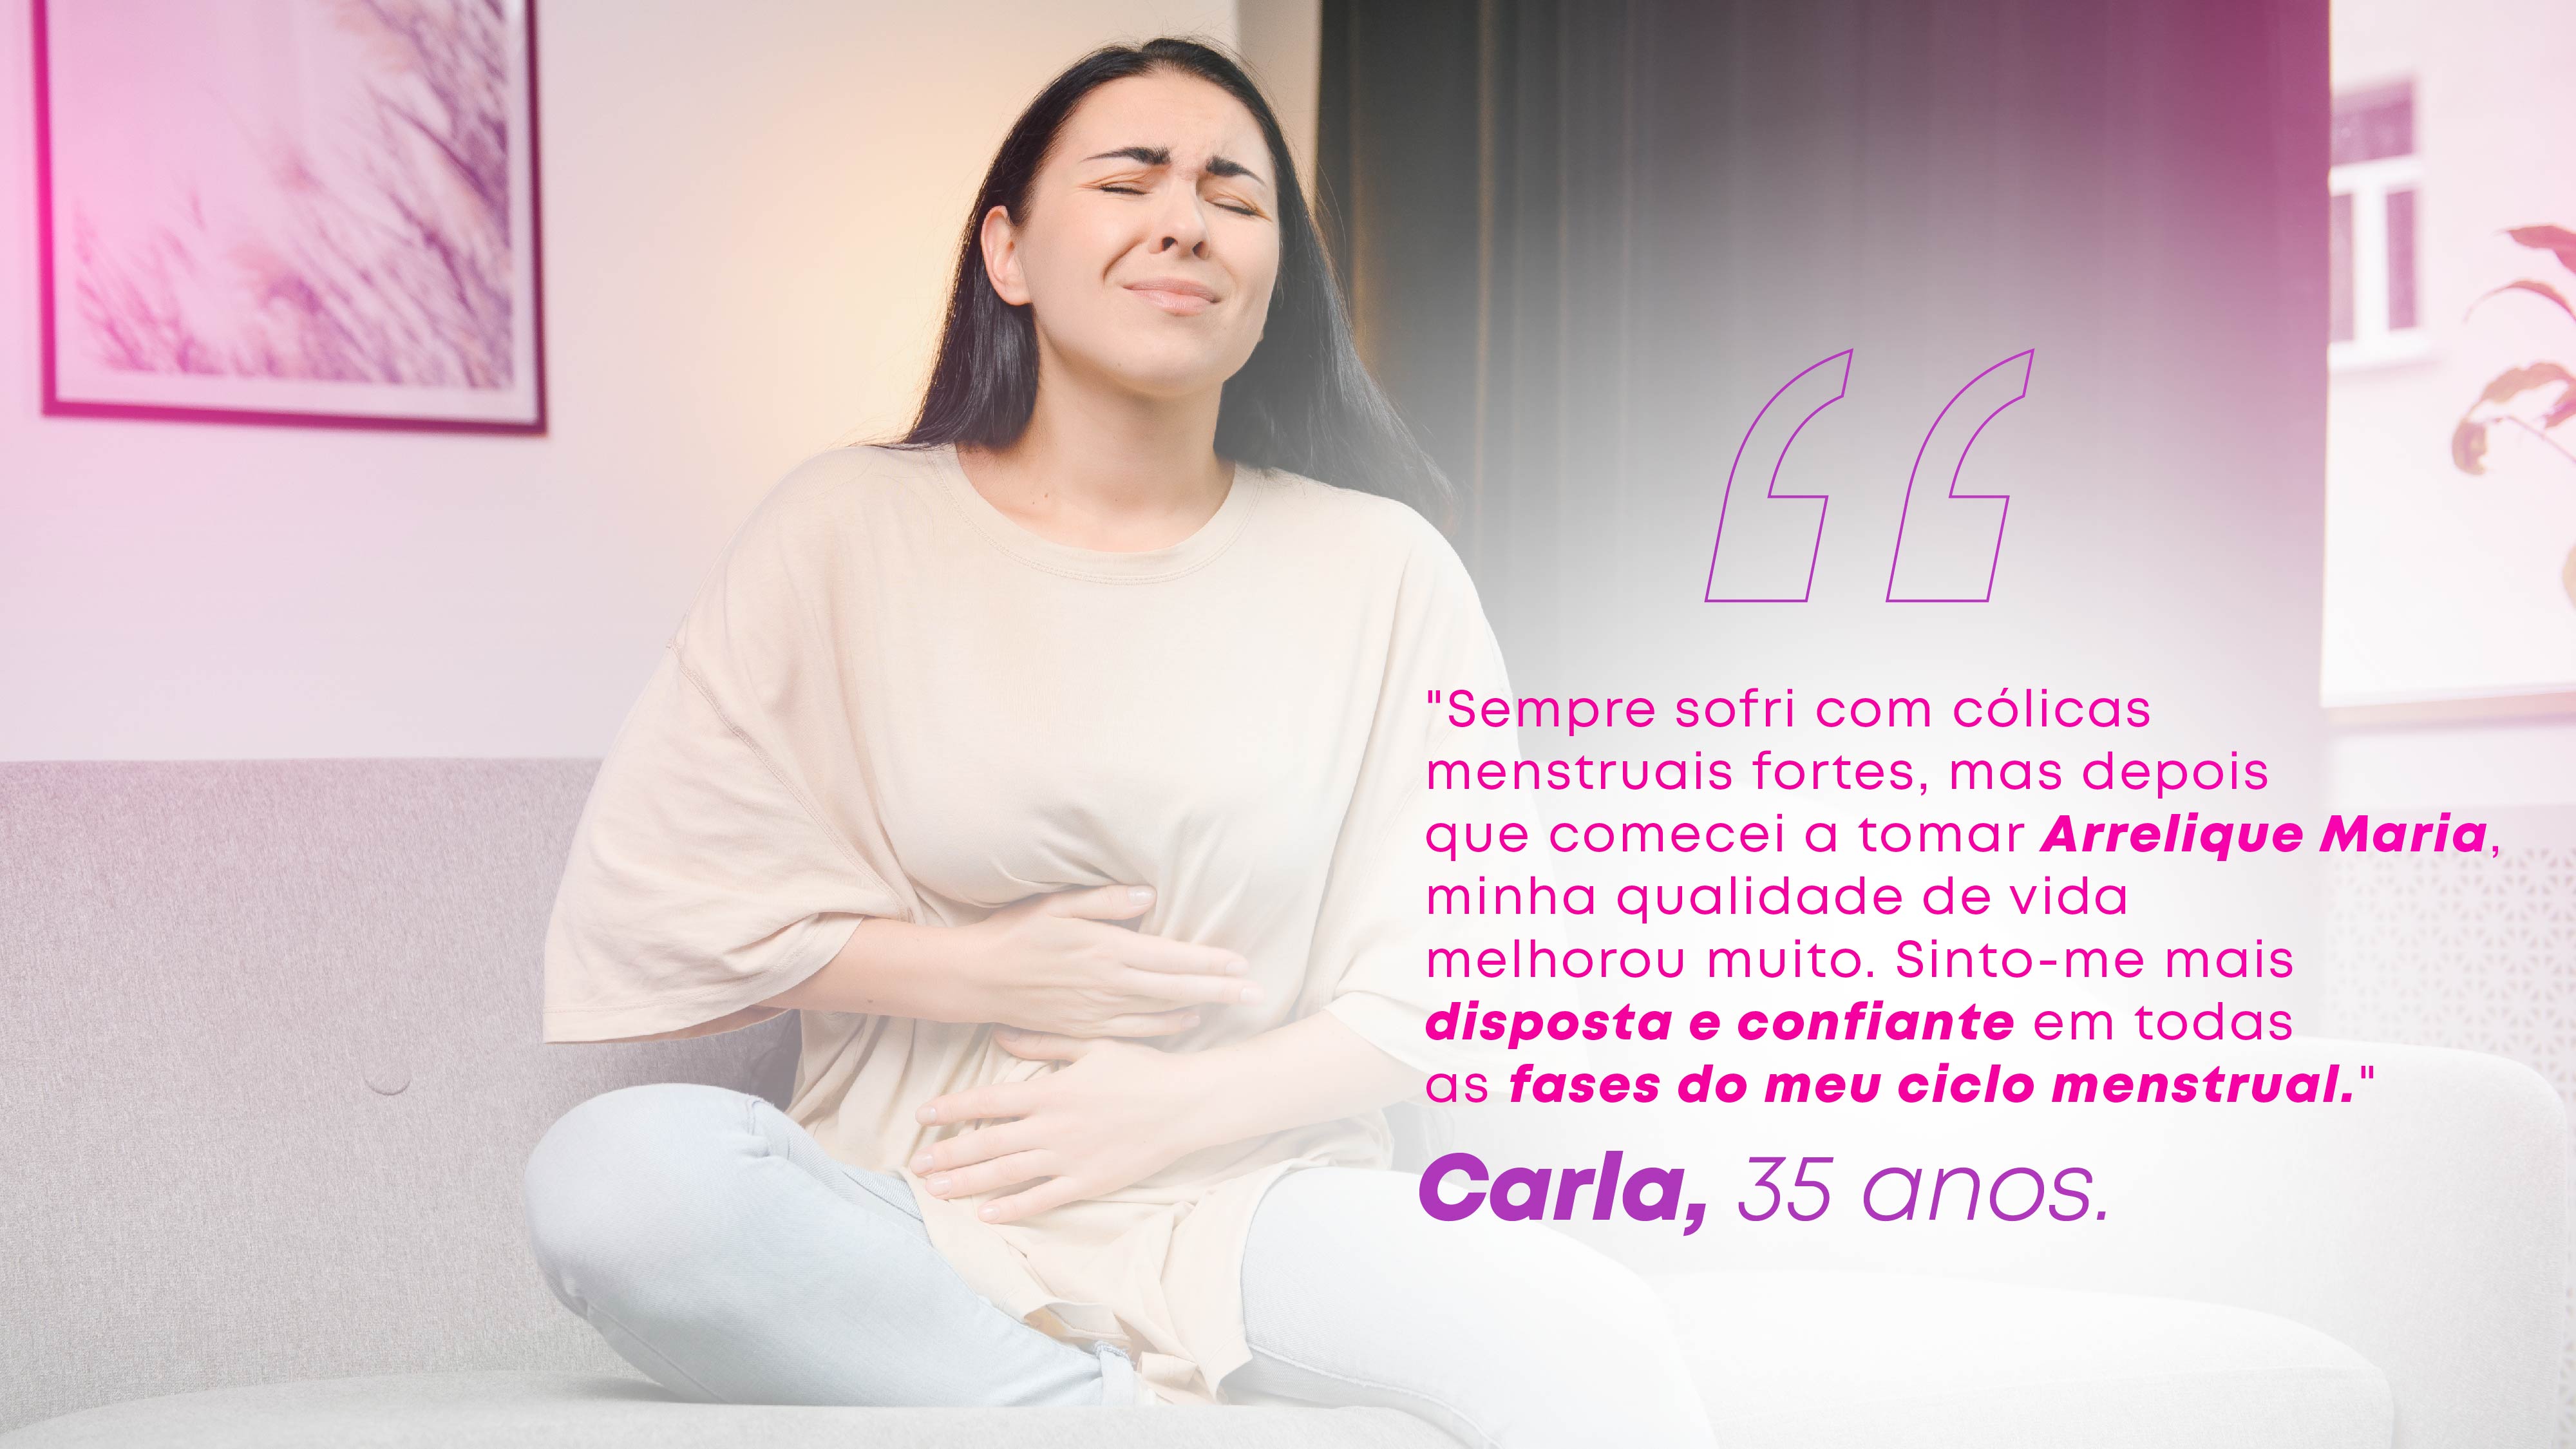 "Sempre sofri com cólicas
menstruais fortes, mas depois
que comecei a tomar Arrelique Maria,
minha qualidade de vida
melhorou muito. Sinto-me mais
disposta e confiante em todas
as fases do meu ciclo menstrual."
Carla, 35 anos.